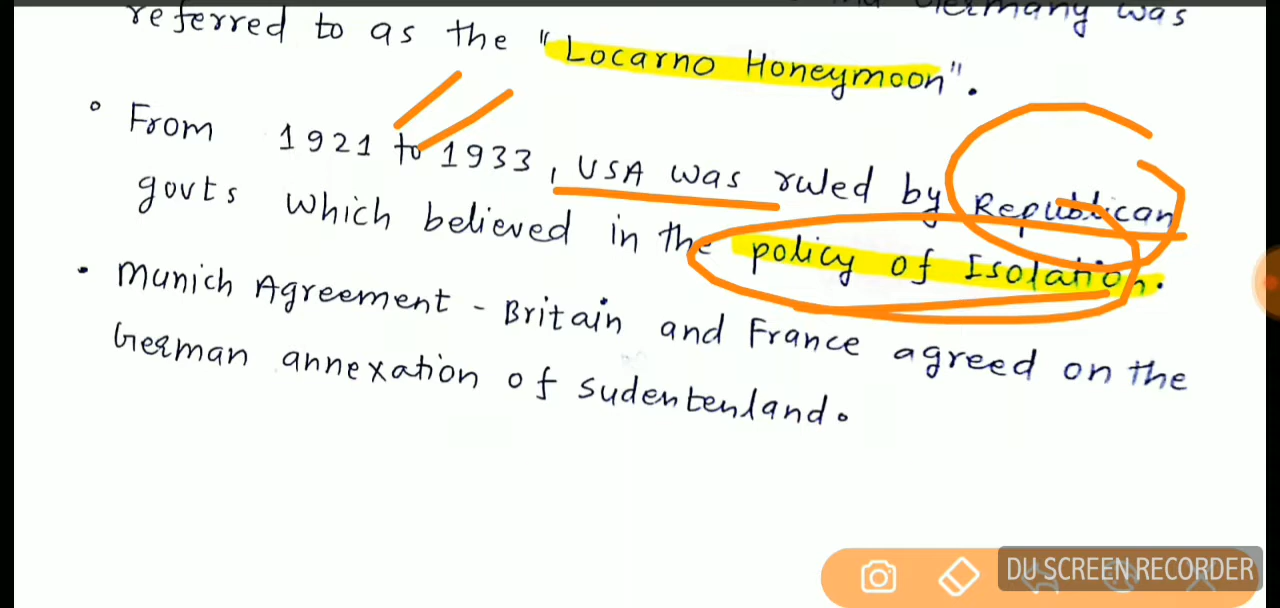 Germany was
referred to as the "Locarno Honeymoon".
• From 1921 to 1933, USA was ruled by Republican
govts which believed in the policy of Isolation.
• Munich Agreement - Britain and France agreed on the
German annexation of sudentenland.
DU SCREEN RECORDER